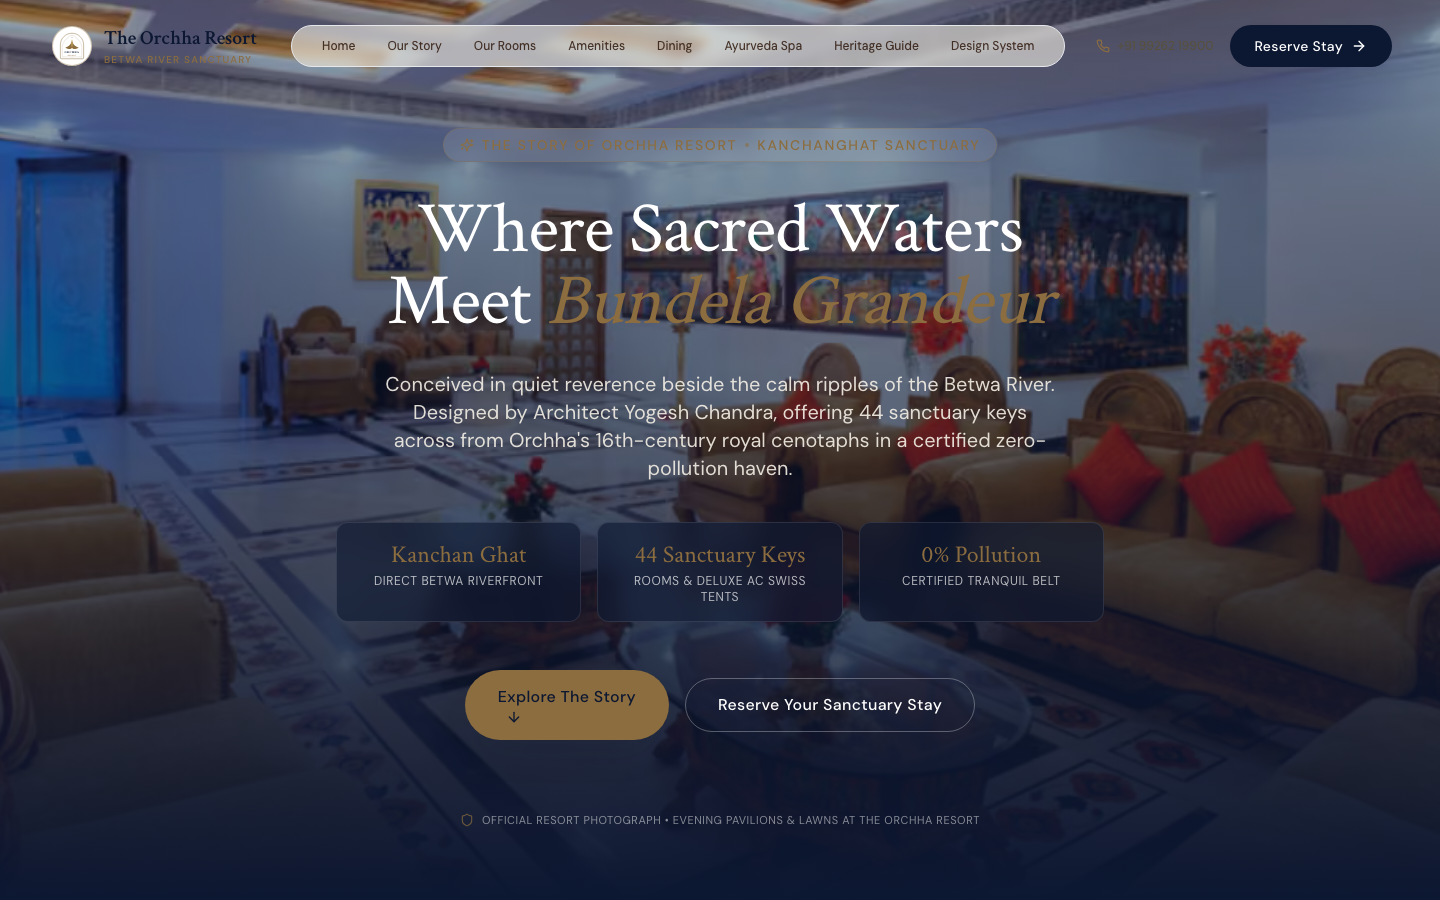 The Orchha Resort
BETWA RIVER SANCTUARY
Home
Our Story
Our Rooms
Amenities
Dining
Ayurveda Spa
Heritage Guide
Design System
Reserve Stay →
THE STORY OF ORCHHA RESORT • KANCHANGHAT SANCTUARY
Where Sacred Waters
Meet Bundela Grandeur
Conceived in quiet reverence beside the calm ripples of the Betwa River.
Designed by Architect Yogesh Chandra, offering 44 sanctuary keys
across from Orchha's 16th-century royal cenotaphs in a certified zero-
pollution haven.
Kanchan Ghat
DIRECT BETWA RIVERFRONT
44 Sanctuary Keys
ROOMS & DELUXE AC SWISS
TENTS
0% Pollution
CERTIFIED TRANQUIL BELT
Explore The Story
↓
Reserve Your Sanctuary Stay
OFFICIAL RESORT PHOTOGRAPH • EVENING PAVILIONS & LAWNS AT THE ORCHHA RESORT